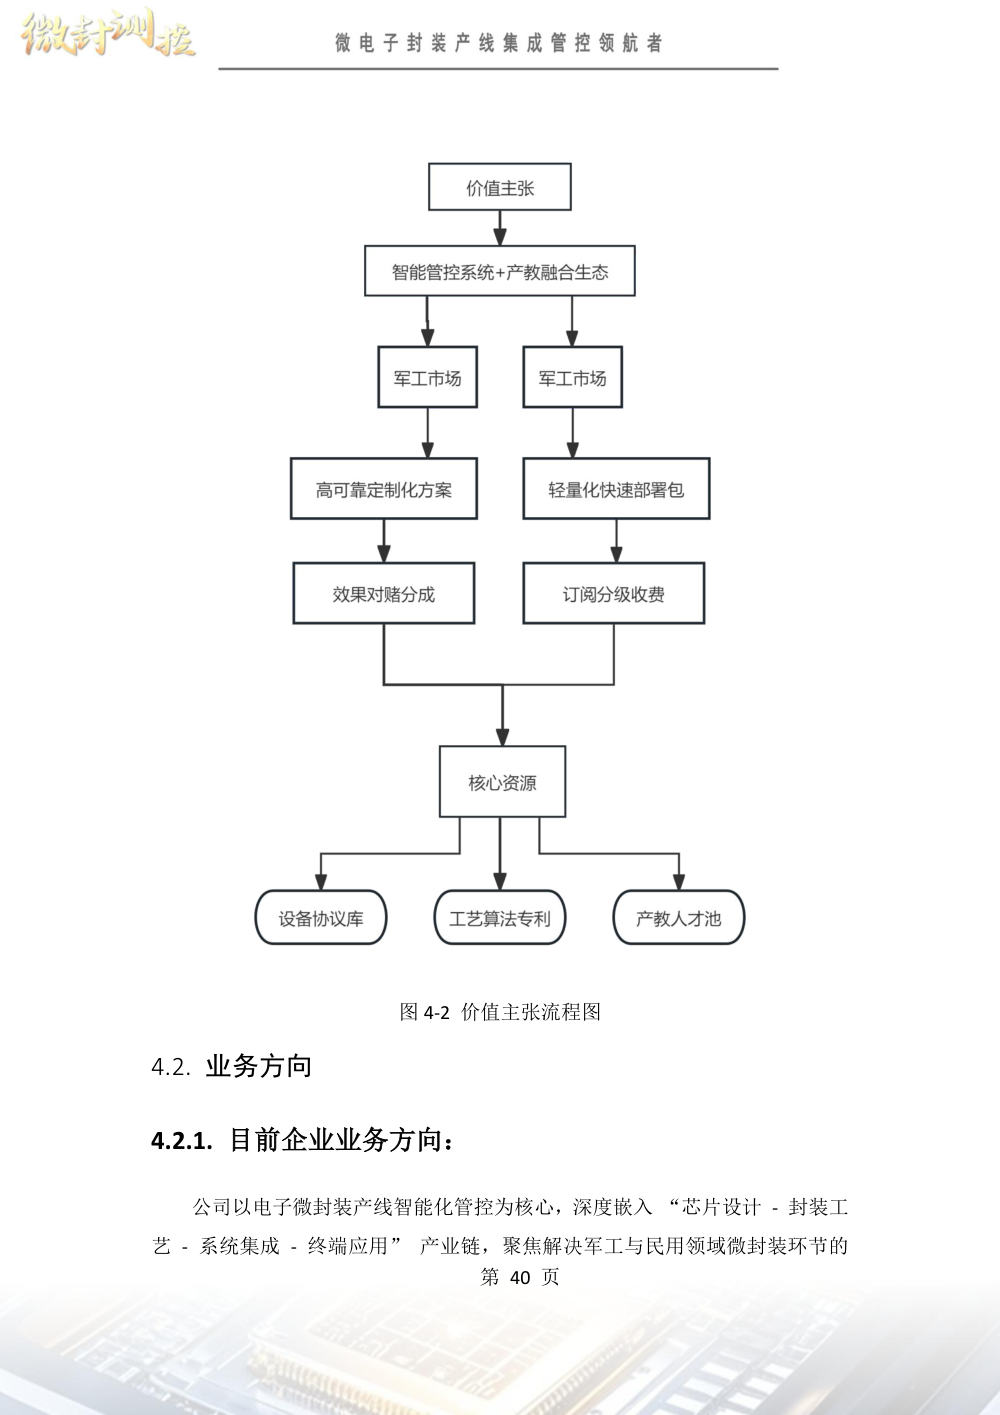 微封测控
微电子封装产线集成管控领航者
价值主张
智能管控系统+产教融合生态
军工市场 军工市场
高可靠定制化方案 轻量化快速部署包
效果对赌分成 订阅分级收费
核心资源
设备协议库 工艺算法专利 产教人才池
图 4-2 价值主张流程图
4.2. 业务方向
4.2.1. 目前企业业务方向：
公司以电子微封装产线智能化管控为核心，深度嵌入 “芯片设计 - 封装工
艺 - 系统集成 - 终端应用” 产业链，聚焦解决军工与民用领域微封装环节的
第 40 页